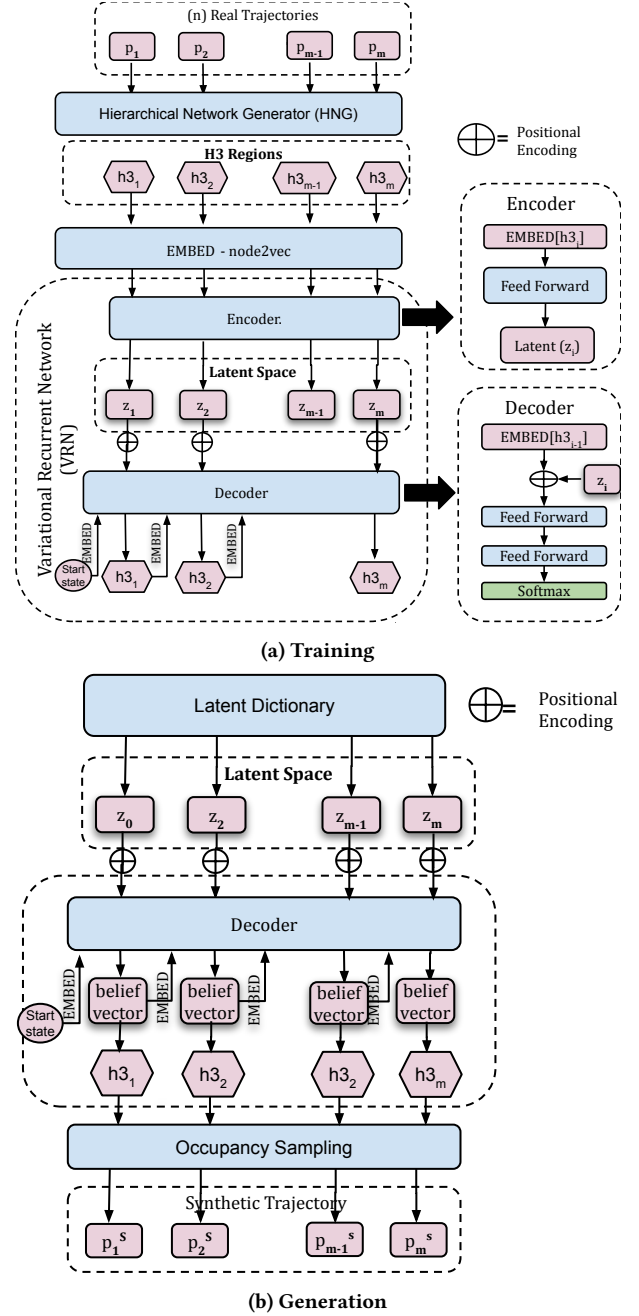 (n) Real Trajectories
p1 p2 pm-1 pm
Hierarchical Network Generator (HNG)
= Positional
Encoding
H3 Regions
h31 h32 h3m-1 h3m
EMBED - node2vec
Encoder
EMBED[h3i]
Feed Forward
Latent (zi)
Variational Recurrent Network
(VRN)
Encoder.
Latent Space
z1 z2 zm-1 zm
Decoder
EMBED EMBED EMBED
Start
state
h31 h32 h3m
Decoder
EMBED[h3i-1]
zi
Feed Forward
Feed Forward
Softmax
(a) Training
Latent Dictionary
= Positional
Encoding
Latent Space
z0 z2 zm-1 zm
Decoder
EMBED EMBED EMBED EMBED
Start
state
belief
vector
belief
vector
belief
vector
belief
vector
h31 h32 h32 h3m
Occupancy Sampling
Synthetic Trajectory
p1s p2s pm-1s pms
(b) Generation